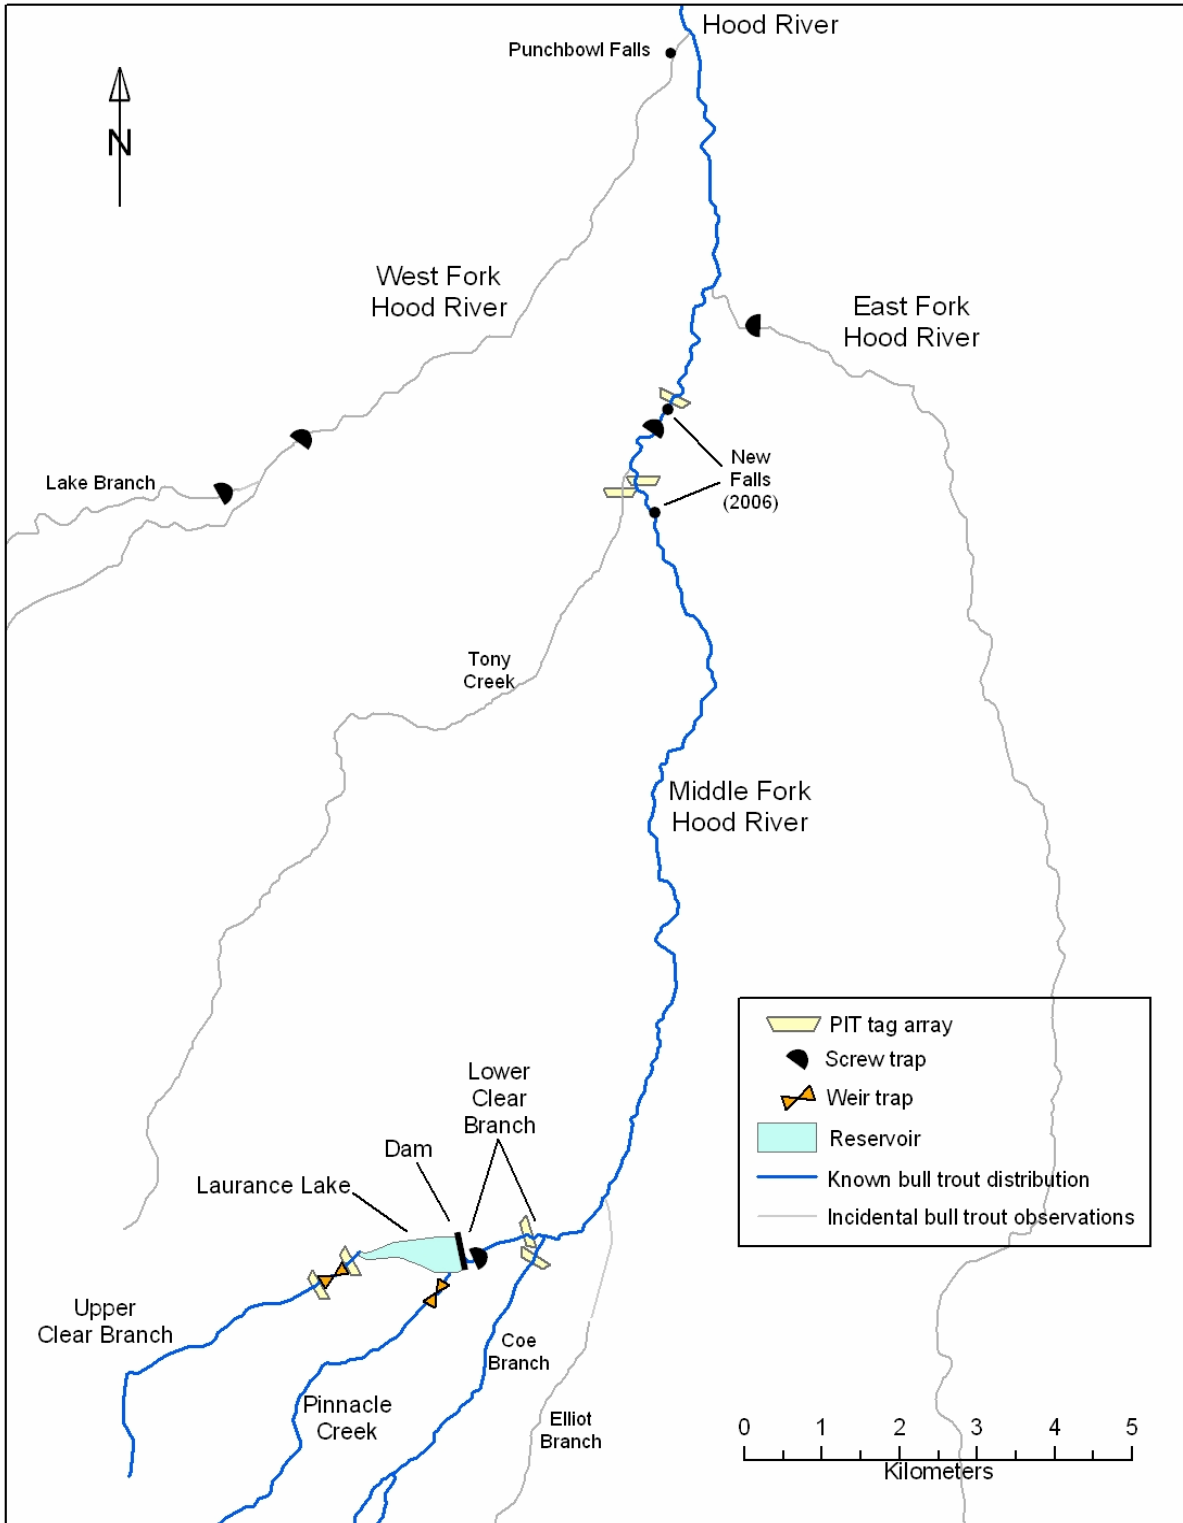 Hood River
Punchbowl Falls
N
West Fork
Hood River
East Fork
Hood River
Lake Branch
New
Falls
(2006)
Tony
Creek
Middle Fork
Hood River
PIT tag array
Screw trap
Weir trap
Reservoir
Known bull trout distribution
Incidental bull trout observations
Lower
Clear
Branch
Dam
Laurance Lake
Upper
Clear Branch
Coe
Branch
Pinnacle
Creek
Elliot
Branch
0 1 2 3 4 5
Kilometers